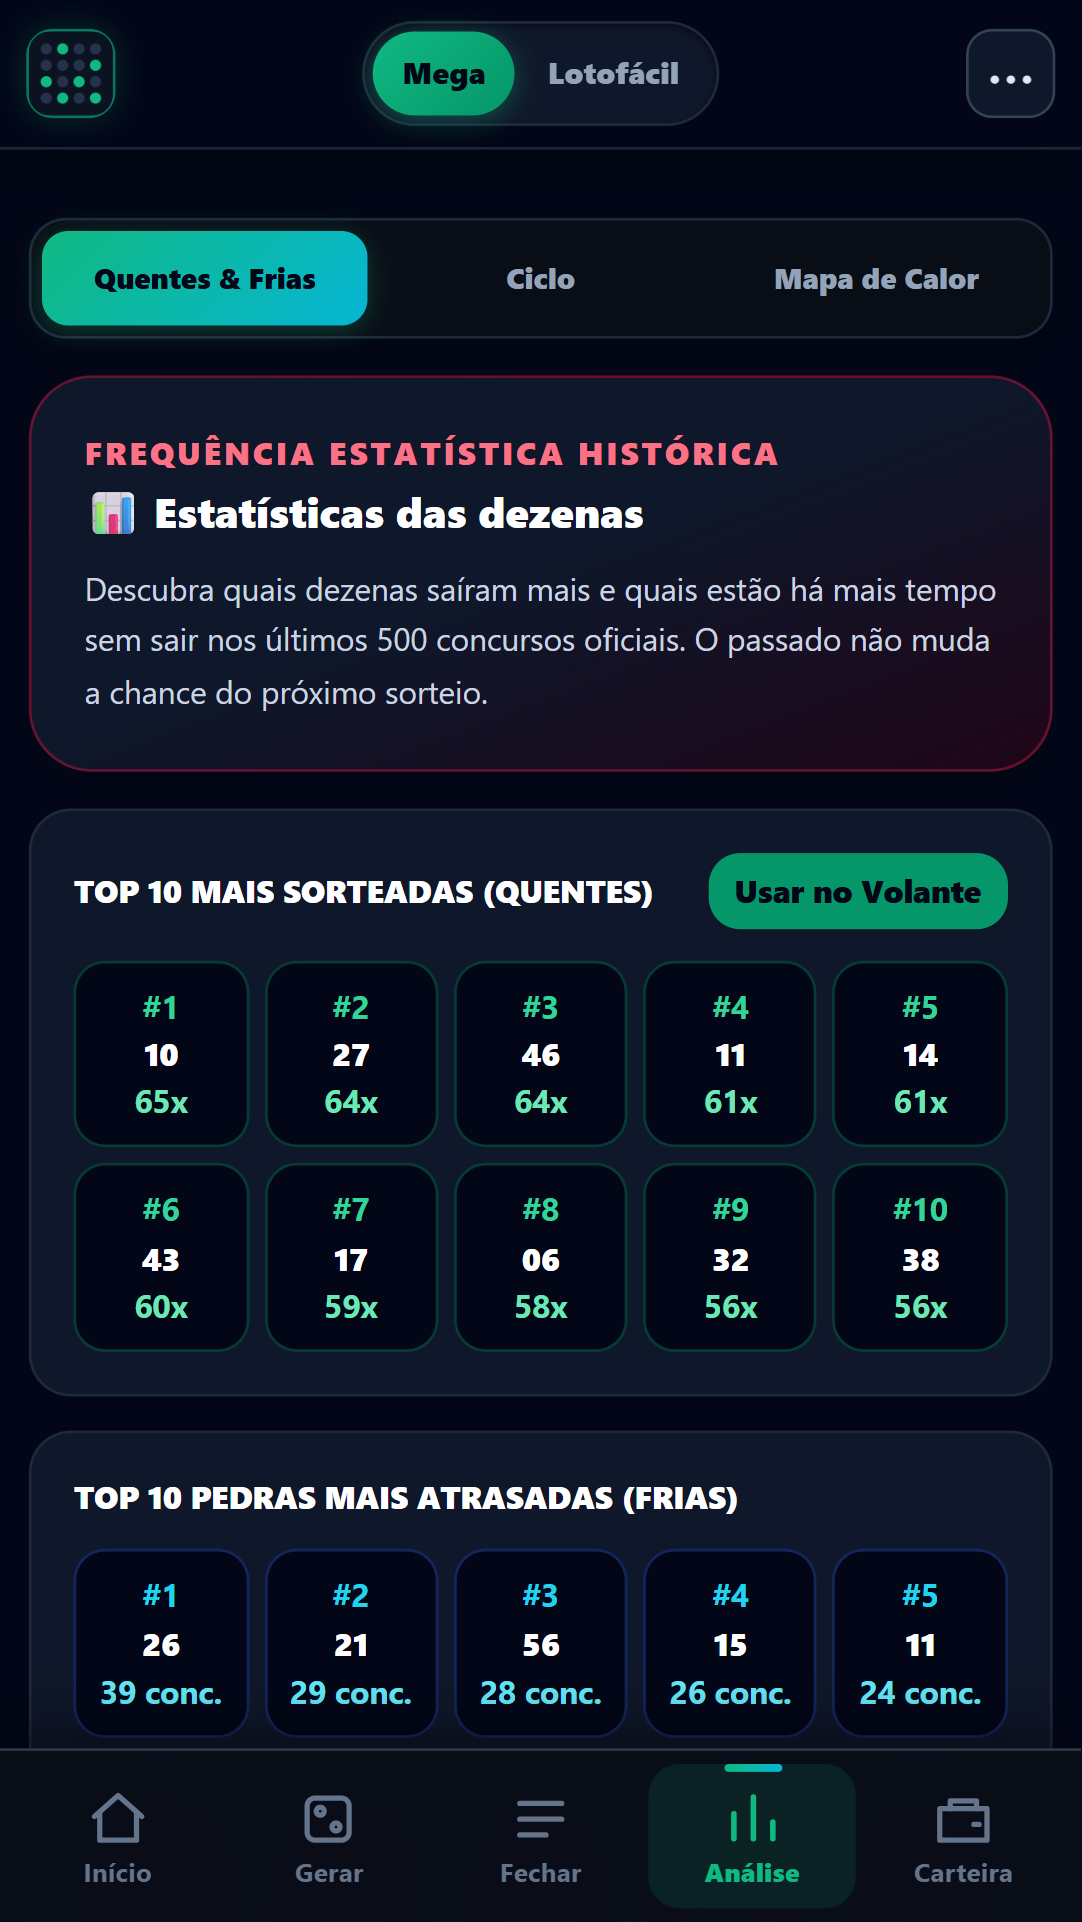 Mega
Lotofácil
...
Quentes & Frias
Ciclo
Mapa de Calor
FREQUÊNCIA ESTATÍSTICA HISTÓRICA
Estatísticas das dezenas
Descubra quais dezenas saíram mais e quais estão há mais tempo
sem sair nos últimos 500 concursos oficiais. O passado não muda
a chance do próximo sorteio.
TOP 10 MAIS SORTEADAS (QUENTES)
Usar no Volante
#1 #2 #3 #4 #5
10 27 46 11 14
65x 64x 64x 61x 61x
#6 #7 #8 #9 #10
43 17 06 32 38
60x 59x 58x 56x 56x
TOP 10 PEDRAS MAIS ATRASADAS (FRIAS)
#1 #2 #3 #4 #5
26 21 56 15 11
39 conc. 29 conc. 28 conc. 26 conc. 24 conc.
Início
Gerar
Fechar
Análise
Carteira